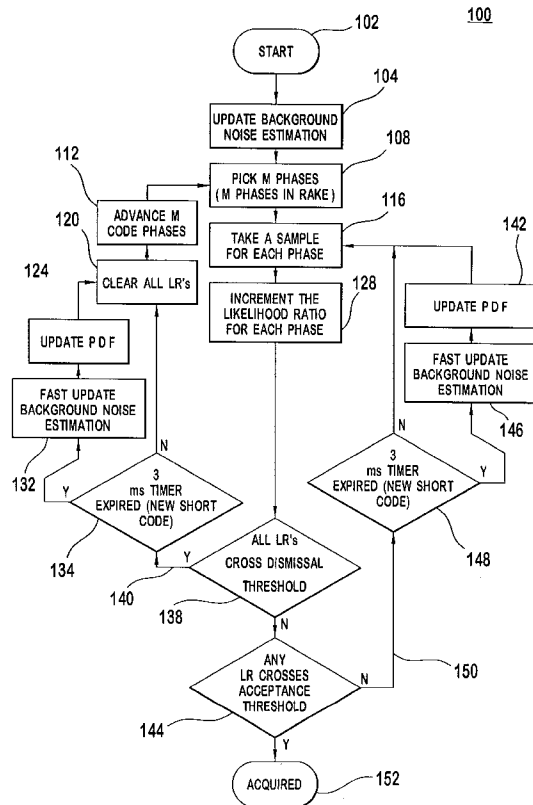 100
102
START
104
UPDATE BACKGROUND
NOISE ESTIMATION
108
112
PICK M PHASES
( M PHASES IN RAKE )
116
ADVANCE M
CODE PHASES
120
TAKE A SAMPLE
FOR EACH PHASE
142
124
CLEAR ALL LR's
128
INCREMENT THE
LIKELIHOOD RATIO
FOR EACH PHASE
UPDATE PDF
UPDATE PDF
FAST UPDATE
BACKGROUND NOISE
ESTIMATION
FAST UPDATE
BACKGROUND NOISE
ESTIMATION
132
146
N
N
3
ms TIMER
EXPIRED (NEW SHORT
CODE)
Y
134
3
ms TIMER
EXPIRED (NEW SHORT
CODE)
Y
148
ALL LR's
CROSS DISMISSAL
THRESHOLD
Y
140
138
N
ANY
LR CROSSES
ACCEPTANCE
THRESHOLD
N
150
144
Y
ACQUIRED
152